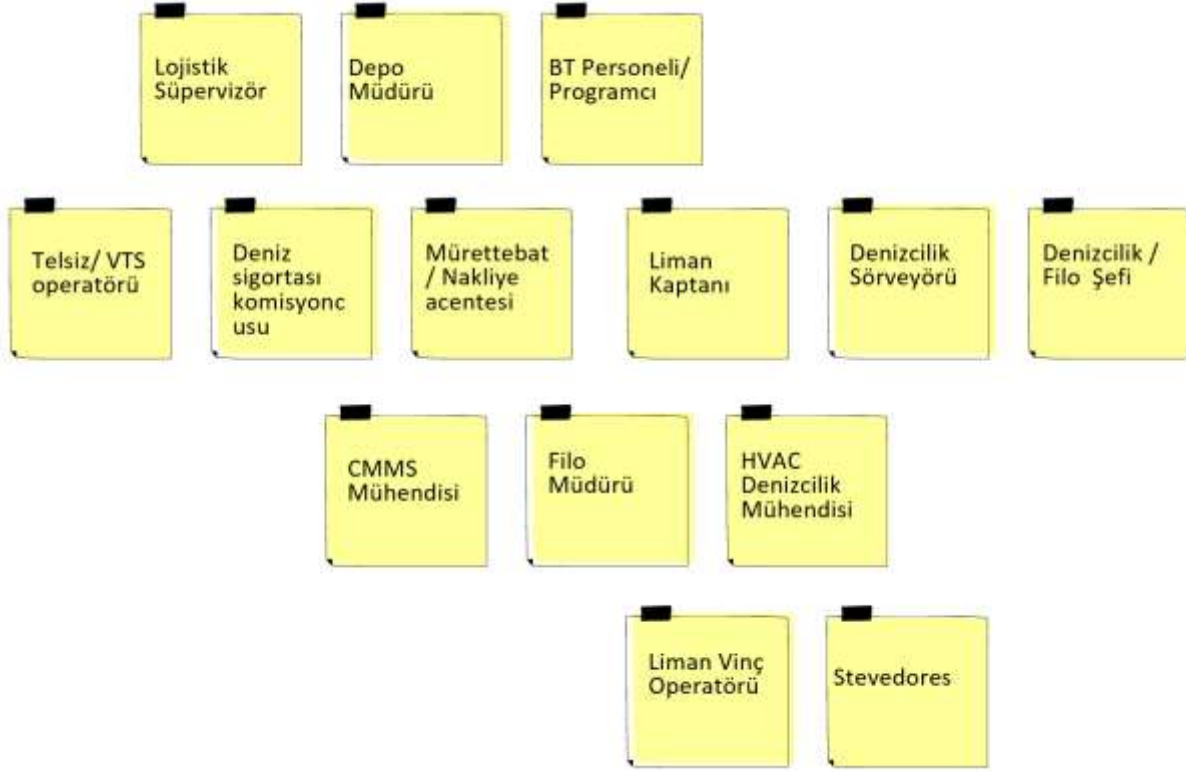 Lojistik
Süpervizör
Depo
Müdürü
BT Personeli/
Programcı
Telsiz/ VTS
operatörü
Deniz
sigortası
komisyonc
usu
Mürettebat
/ Nakliye
acentesi
Liman
Kaptanı
Denizcilik
Sörveyörü
Denizcilik /
Filo Şefi
CMMS
Mühendisi
Filo
Müdürü
HVAC
Denizcilik
Mühendisi
Liman Vinç
Operatörü
Stevedores